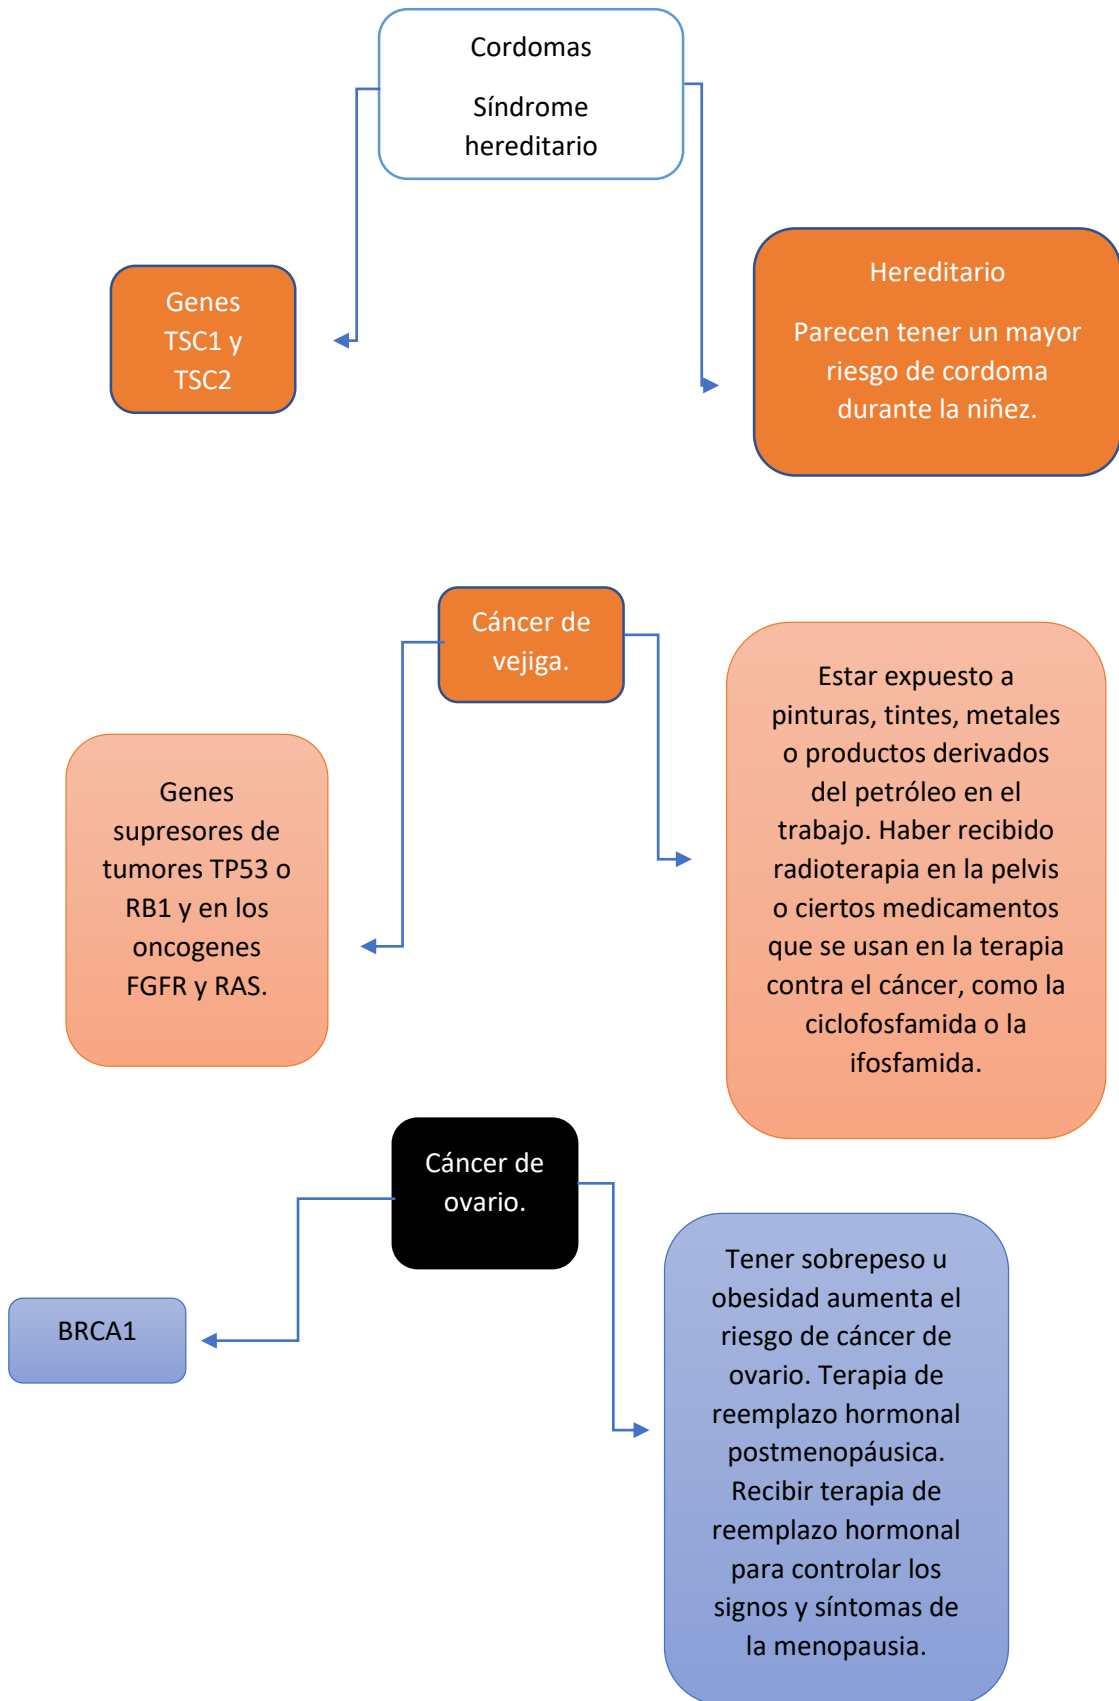 Cordomas
Síndrome
hereditario
Genes
TSC1 y
TSC2
Hereditario
Parecen tener un mayor
riesgo de cordoma
durante la niñez.
Cáncer de
vejiga.
Genes
supresores de
tumores TP53 o
RB1 y en los
oncogenes
FGFR y RAS.
Estar expuesto a
pinturas, tintes, metales
o productos derivados
del petróleo en el
trabajo. Haber recibido
radioterapia en la pelvis
o ciertos medicamentos
que se usan en la terapia
contra el cáncer, como la
ciclofosfamida o la
ifosfamida.
Cáncer de
ovario.
BRCA1
Tener sobrepeso u
obesidad aumenta el
riesgo de cáncer de
ovario. Terapia de
reemplazo hormonal
postmenopáusica.
Recibir terapia de
reemplazo hormonal
para controlar los
signos y síntomas de
la menopausia.